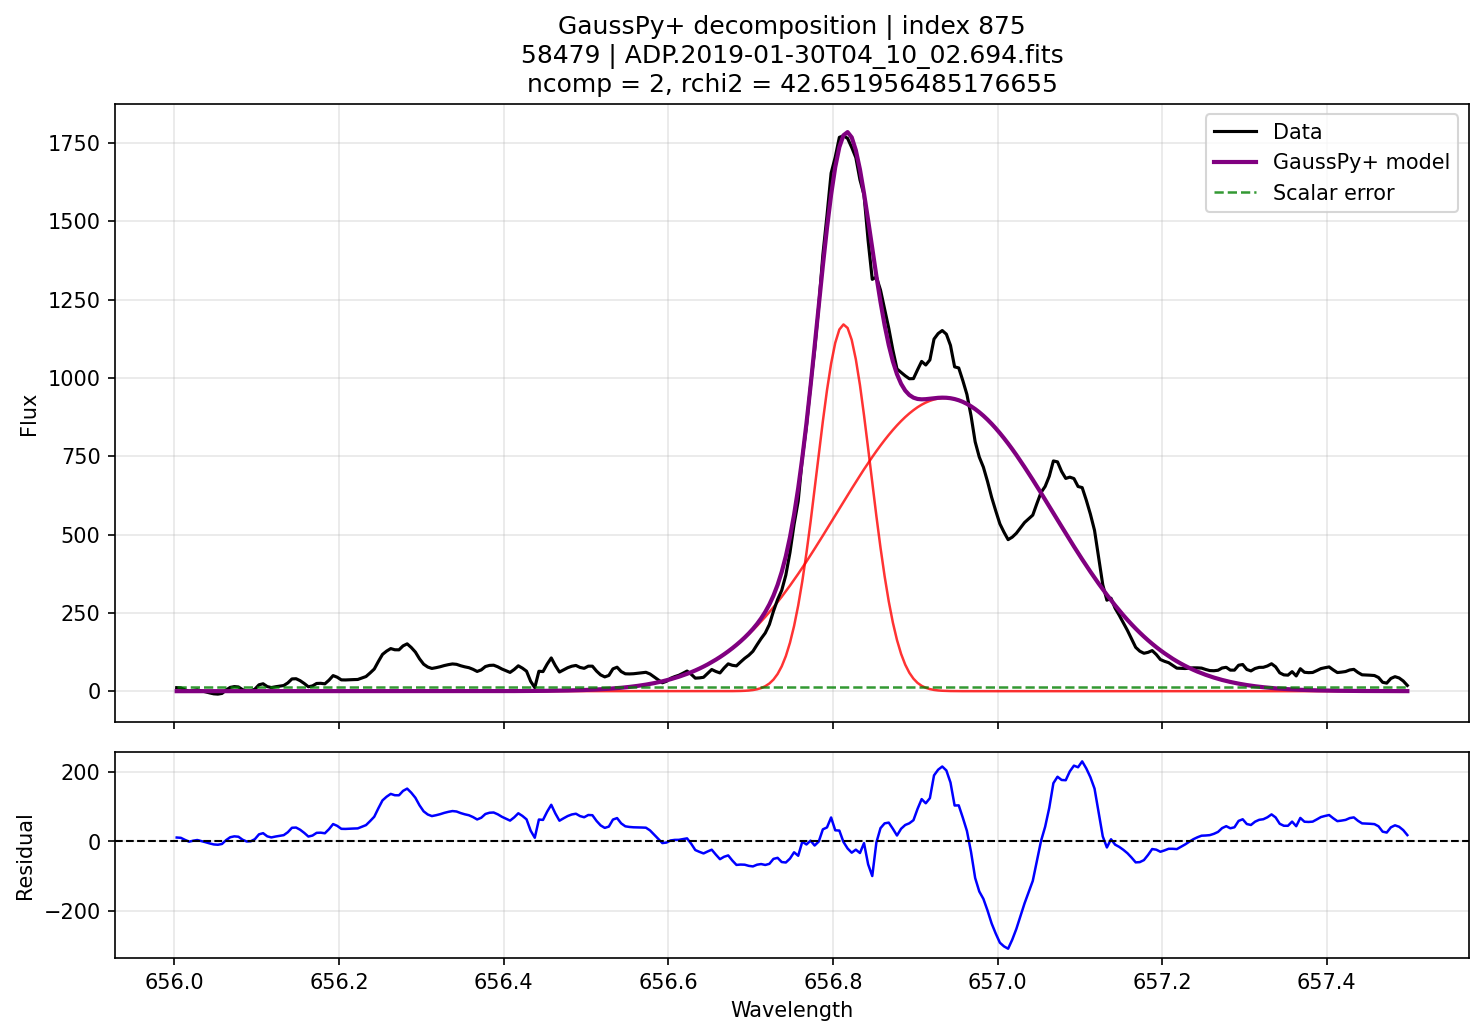 GaussPy+ decomposition | index 875
58479 | ADP.2019-01-30T04_10_02.694.fits
ncomp = 2, rchi2 = 42.651956485176655
Data
GaussPy+ model
Scalar error
Flux
1750
1500
1250
1000
750
500
250
0
Residual
200
0
−200
656.0 656.2 656.4 656.6 656.8 657.0 657.2 657.4
Wavelength